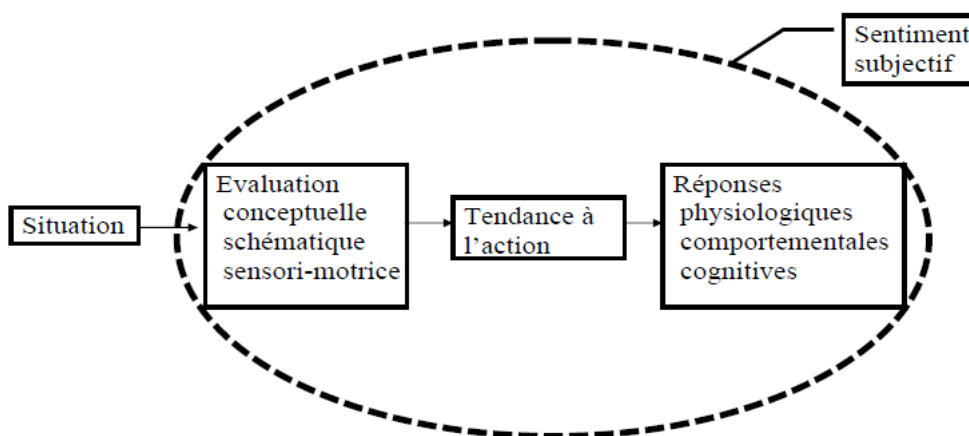 Sentiment
subjectif
Situation
Evaluation
conceptuelle
schématique
sensori-motrice
Tendance à
l'action
Réponses
physiologiques
comportementales
cognitives